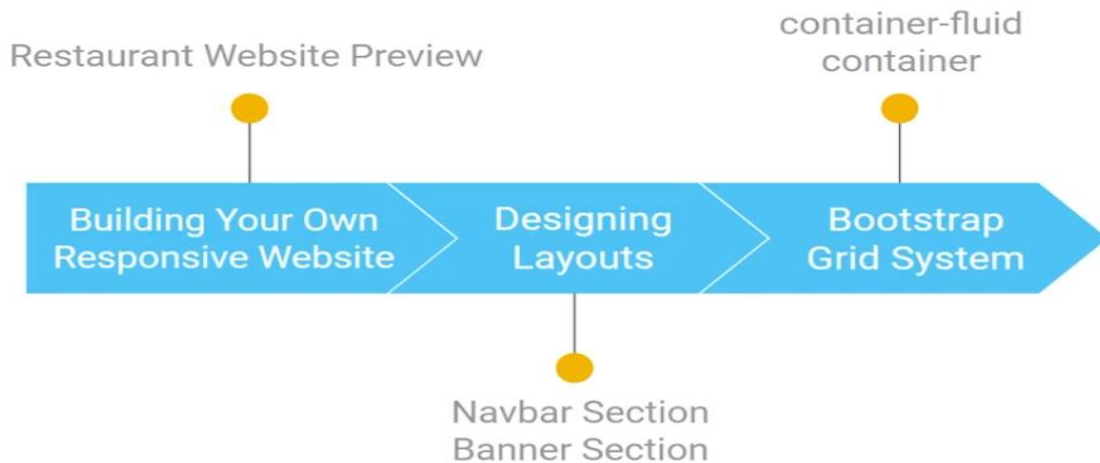 Restaurant Website Preview
container-fluid
container
Building Your Own
Responsive Website
Designing
Layouts
Bootstrap
Grid System
Navbar Section
Banner Section